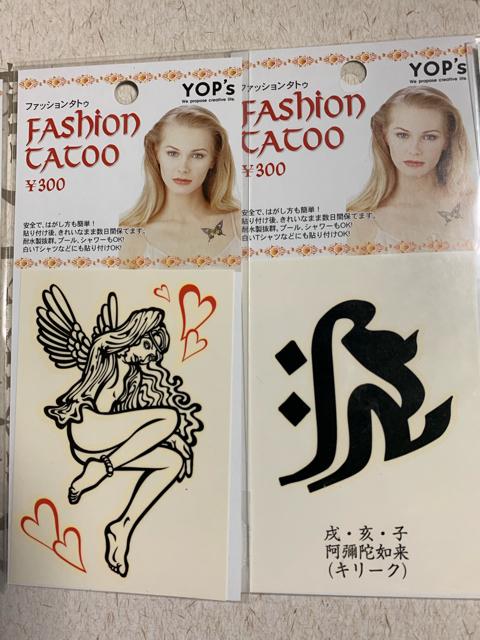 YOP's
We propose creative life.
ファッションタトゥ
FASHION
TATOO
¥300
安全で、はがし方も簡単!
貼り付け後、きれいなまま数日間保てます。
耐水製抜群、プール、シャワーもOK!
白いTシャツなどにも貼り付けOK!
YOP's
We propose creative life.
ファッションタトゥ
FASHION
TATOO
¥300
安全で、はがし方も簡単!
貼り付け後、きれいなまま数日間保てます。
耐水製抜群、プール、シャワーもOK!
白いTシャツなどにも貼り付けOK!
戌・亥・子
阿彌陀如来
(キリーク)